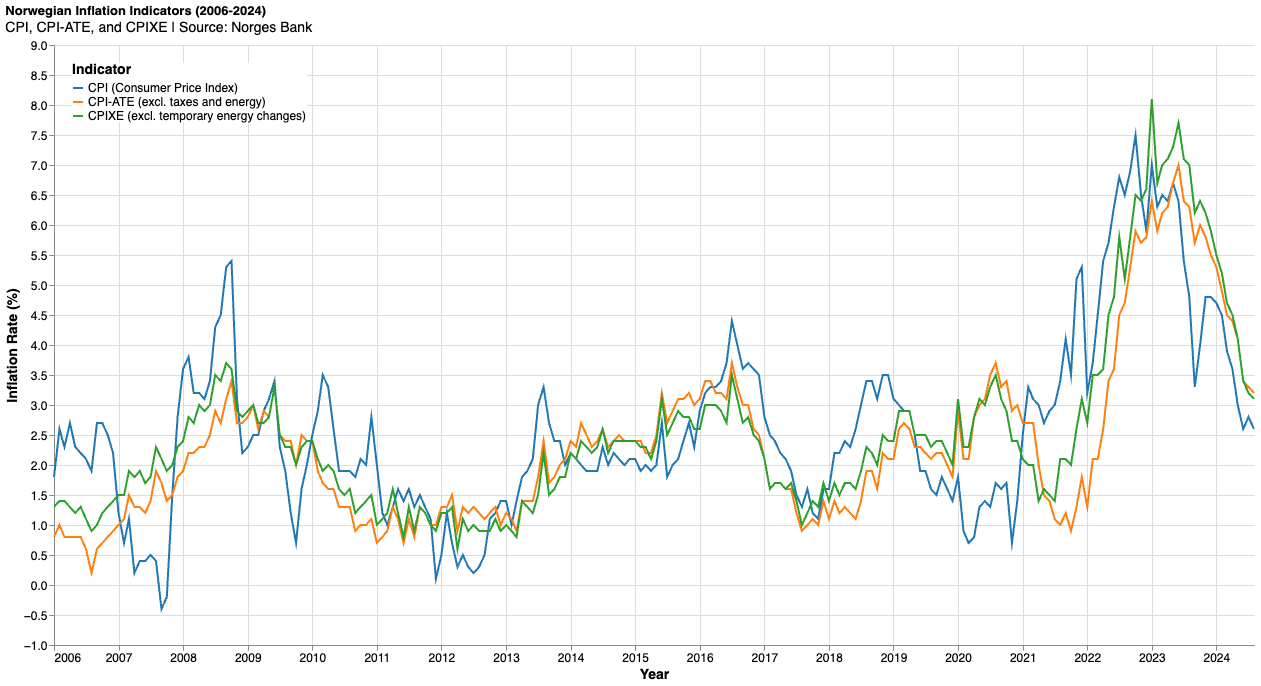 Norwegian Inflation Indicators (2006-2024)
CPI, CPI-ATE, and CPIXE | Source: Norges Bank
Indicator
CPI (Consumer Price Index)
CPI-ATE (excl. taxes and energy)
CPIXE (excl. temporary energy changes)
Inflation Rate (%)
9.0
8.5
8.0
7.5
7.0
6.5
6.0
5.5
5.0
4.5
4.0
3.5
3.0
2.5
2.0
1.5
1.0
0.5
0.0
−0.5
−1.0
2006 2007 2008 2009 2010 2011 2012 2013 2014 2015 2016 2017 2018 2019 2020 2021 2022 2023 2024
Year